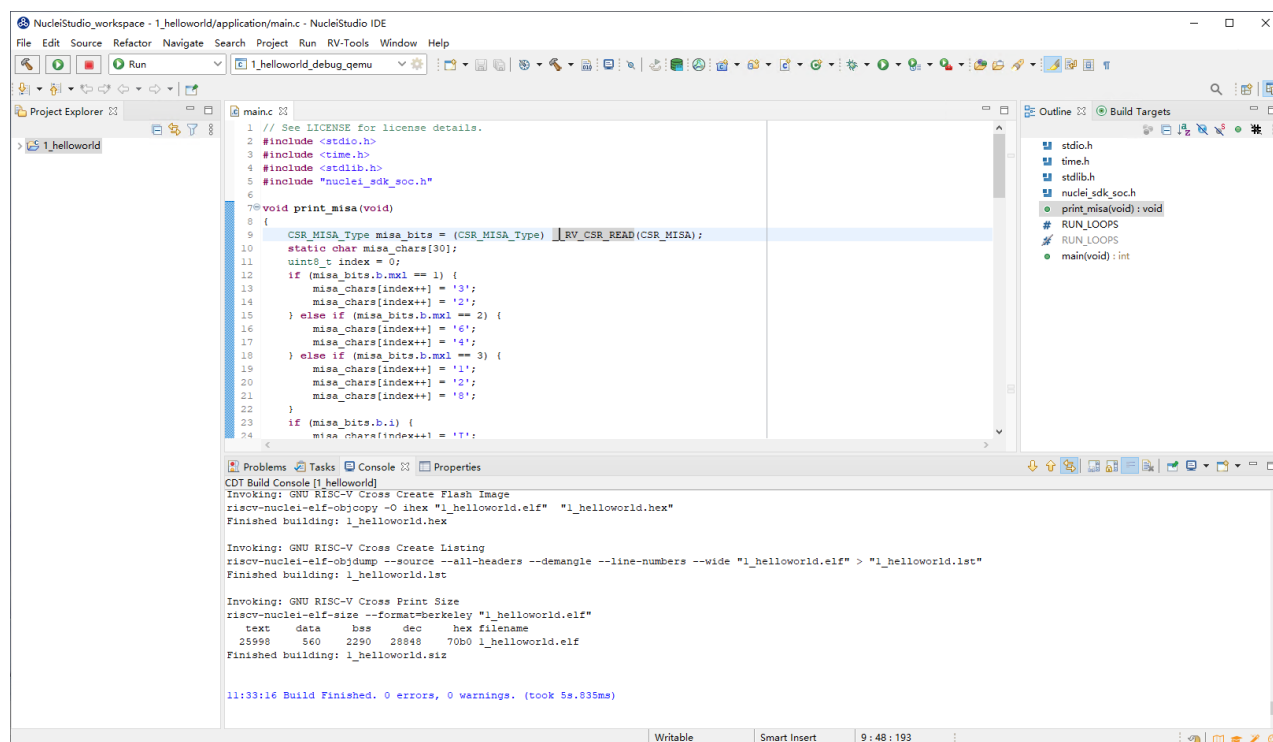 NucleiStudio_workspace - 1_helloworld/application/main.c - NucleiStudio IDE
File Edit Source Refactor Navigate Search Project Run RV-Tools Window Help
Run
1_helloworld_debug_qemu
Project Explorer
1_helloworld
main.c
1 // See LICENSE for license details.
2 #include <stdio.h>
3 #include <time.h>
4 #include <stdlib.h>
5 #include "nuclei_sdk_soc.h"
6
7 void print_misa(void)
8 {
9 CSR_MISA_Type misa_bits = (CSR_MISA_Type) __RV_CSR_READ(CSR_MISA);
10 static char misa_chars[30];
11 uint8_t index = 0;
12 if (misa_bits.b.mxl == 1) {
13 misa_chars[index++] = '3';
14 misa_chars[index++] = '2';
15 } else if (misa_bits.b.mxl == 2) {
16 misa_chars[index++] = '6';
17 misa_chars[index++] = '4';
18 } else if (misa_bits.b.mxl == 3) {
19 misa_chars[index++] = '1';
20 misa_chars[index++] = '2';
21 misa_chars[index++] = '8';
22 }
23 if (misa_bits.b.i) {
24 misa_chars[index++] = 'I';
Outline Build Targets
stdio.h
time.h
stdlib.h
nuclei_sdk_soc.h
print_misa(void) : void
RUN_LOOPS
RUN_LOOPS
main(void) : int
Problems Tasks Console Properties
CDT Build Console [1_helloworld]
Invoking: GNU RISC-V Cross Create Flash Image
riscv-nuclei-elf-objcopy -O ihex "1_helloworld.elf" "1_helloworld.hex"
Finished building: 1_helloworld.hex
Invoking: GNU RISC-V Cross Create Listing
riscv-nuclei-elf-objdump --source --all-headers --demangle --line-numbers --wide "1_helloworld.elf" > "1_helloworld.lst"
Finished building: 1_helloworld.lst
Invoking: GNU RISC-V Cross Print Size
riscv-nuclei-elf-size --format=berkeley "1_helloworld.elf"
text data bss dec hex filename
25998 560 2290 28848 70b0 1_helloworld.elf
Finished building: 1_helloworld.siz
11:33:16 Build Finished. 0 errors, 0 warnings. (took 5s.835ms)
Writable Smart Insert 9 : 48 : 193